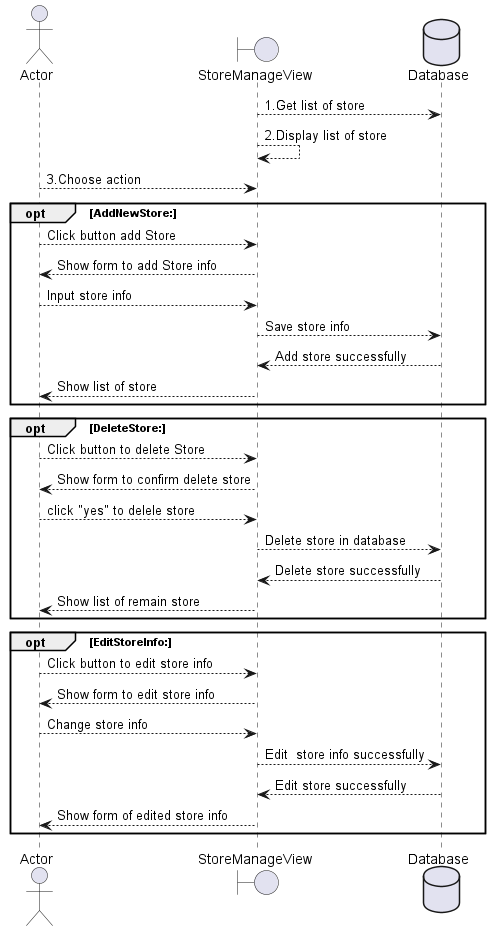 Actor
StoreManageView
Database
1.Get list of store
2.Display list of store
3.Choose action
opt [AddNewStore:]
Click button add Store
Show form to add Store info
Input store info
Save store info
Add store successfully
Show list of store
opt [DeleteStore:]
Click button to delete Store
Show form to confirm delete store
click "yes" to delele store
Delete store in database
Delete store successfully
Show list of remain store
opt [EditStoreInfo:]
Click button to edit store info
Show form to edit store info
Change store info
Edit  store info successfully
Edit store successfully
Show form of edited store info
Actor
StoreManageView
Database